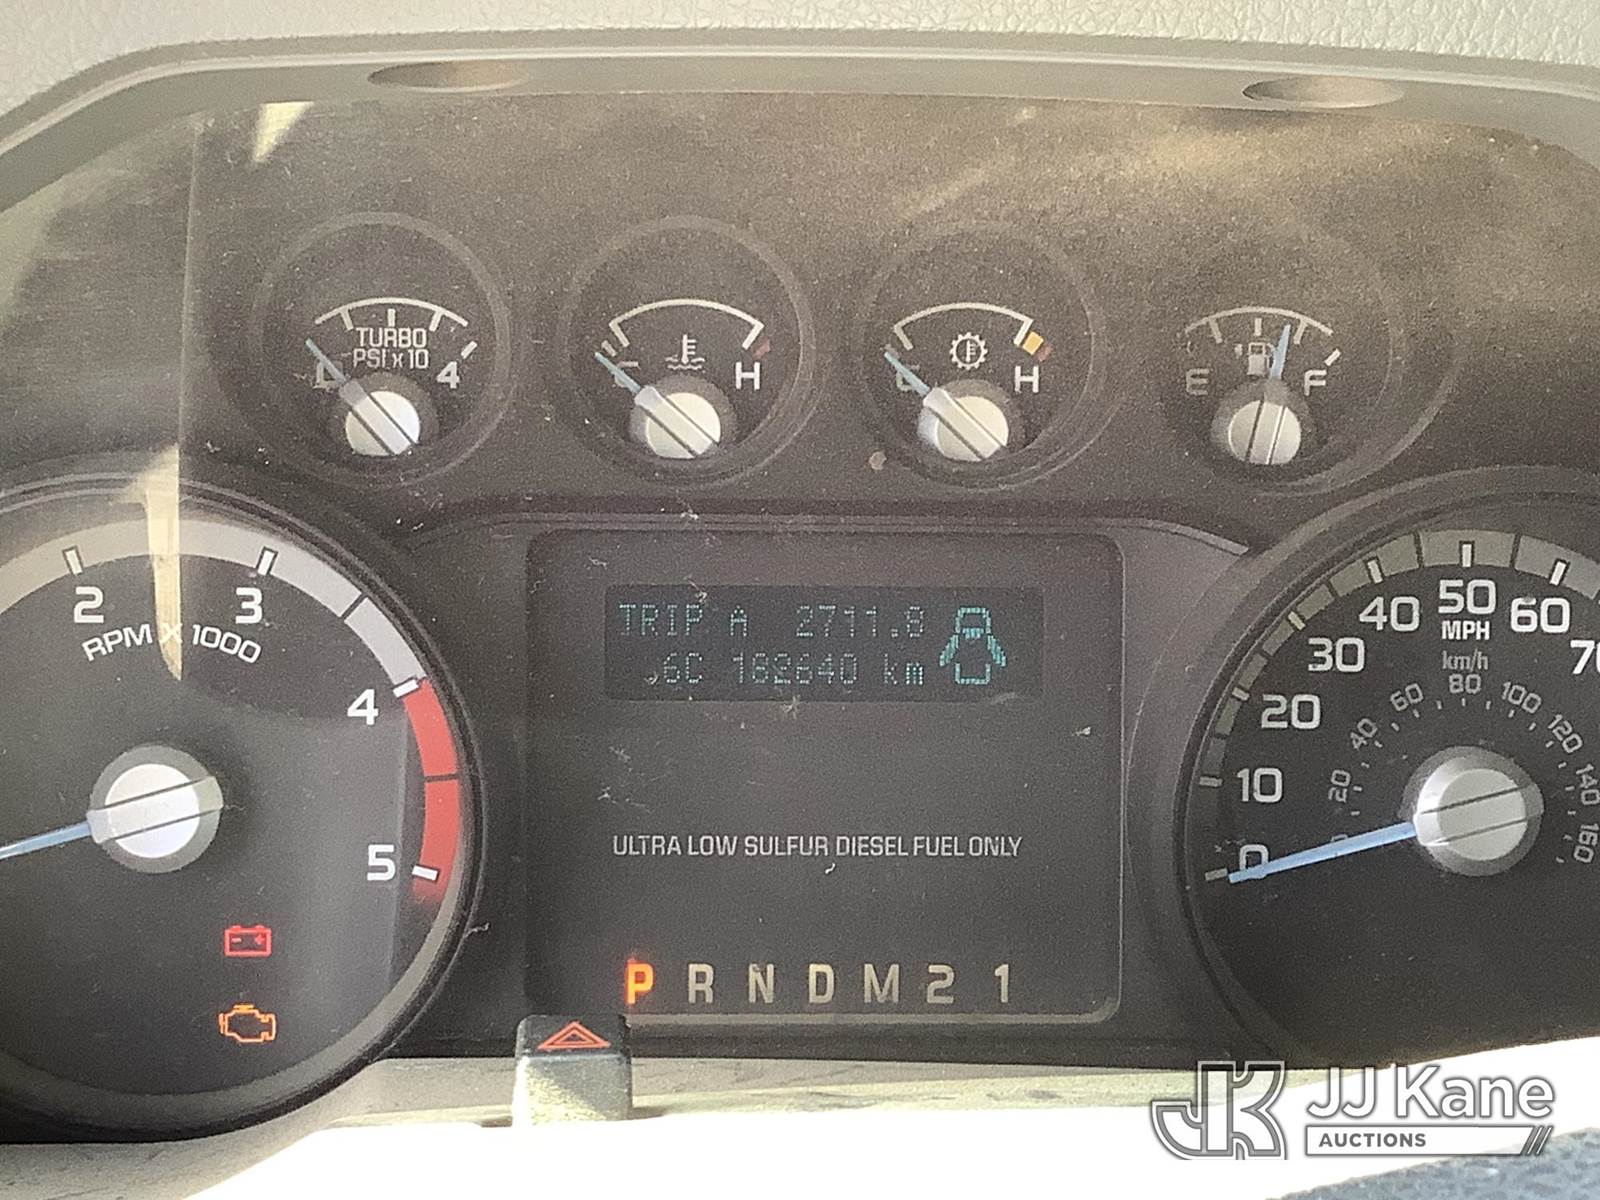 TURBO
PSI x 10
4
C
H
C
H
E
F
2
3
RPM X 1000
4
5
TRIP A 2711.8
.6C 182640 km
ULTRA LOW SULFUR DIESEL FUEL ONLY
P R N D M 2 1
0
10
20
30
40
50
60
MPH
km/h
20
40
60
80
100
120
140
160
JJ Kane
AUCTIONS